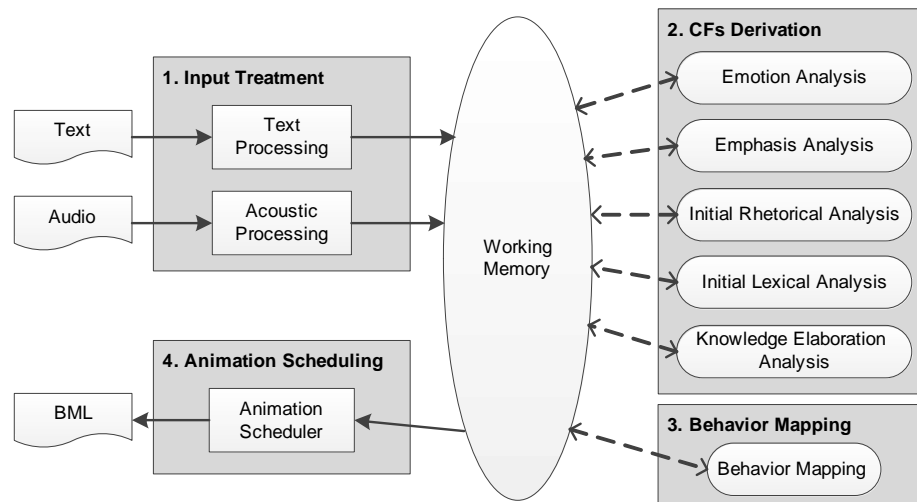 1. Input Treatment
Text
Text
Processing
Audio
Acoustic
Processing
Working
Memory
2. CFs Derivation
Emotion Analysis
Emphasis Analysis
Initial Rhetorical Analysis
Initial Lexical Analysis
Knowledge Elaboration
Analysis
4. Animation Scheduling
BML
Animation
Scheduler
3. Behavior Mapping
Behavior Mapping